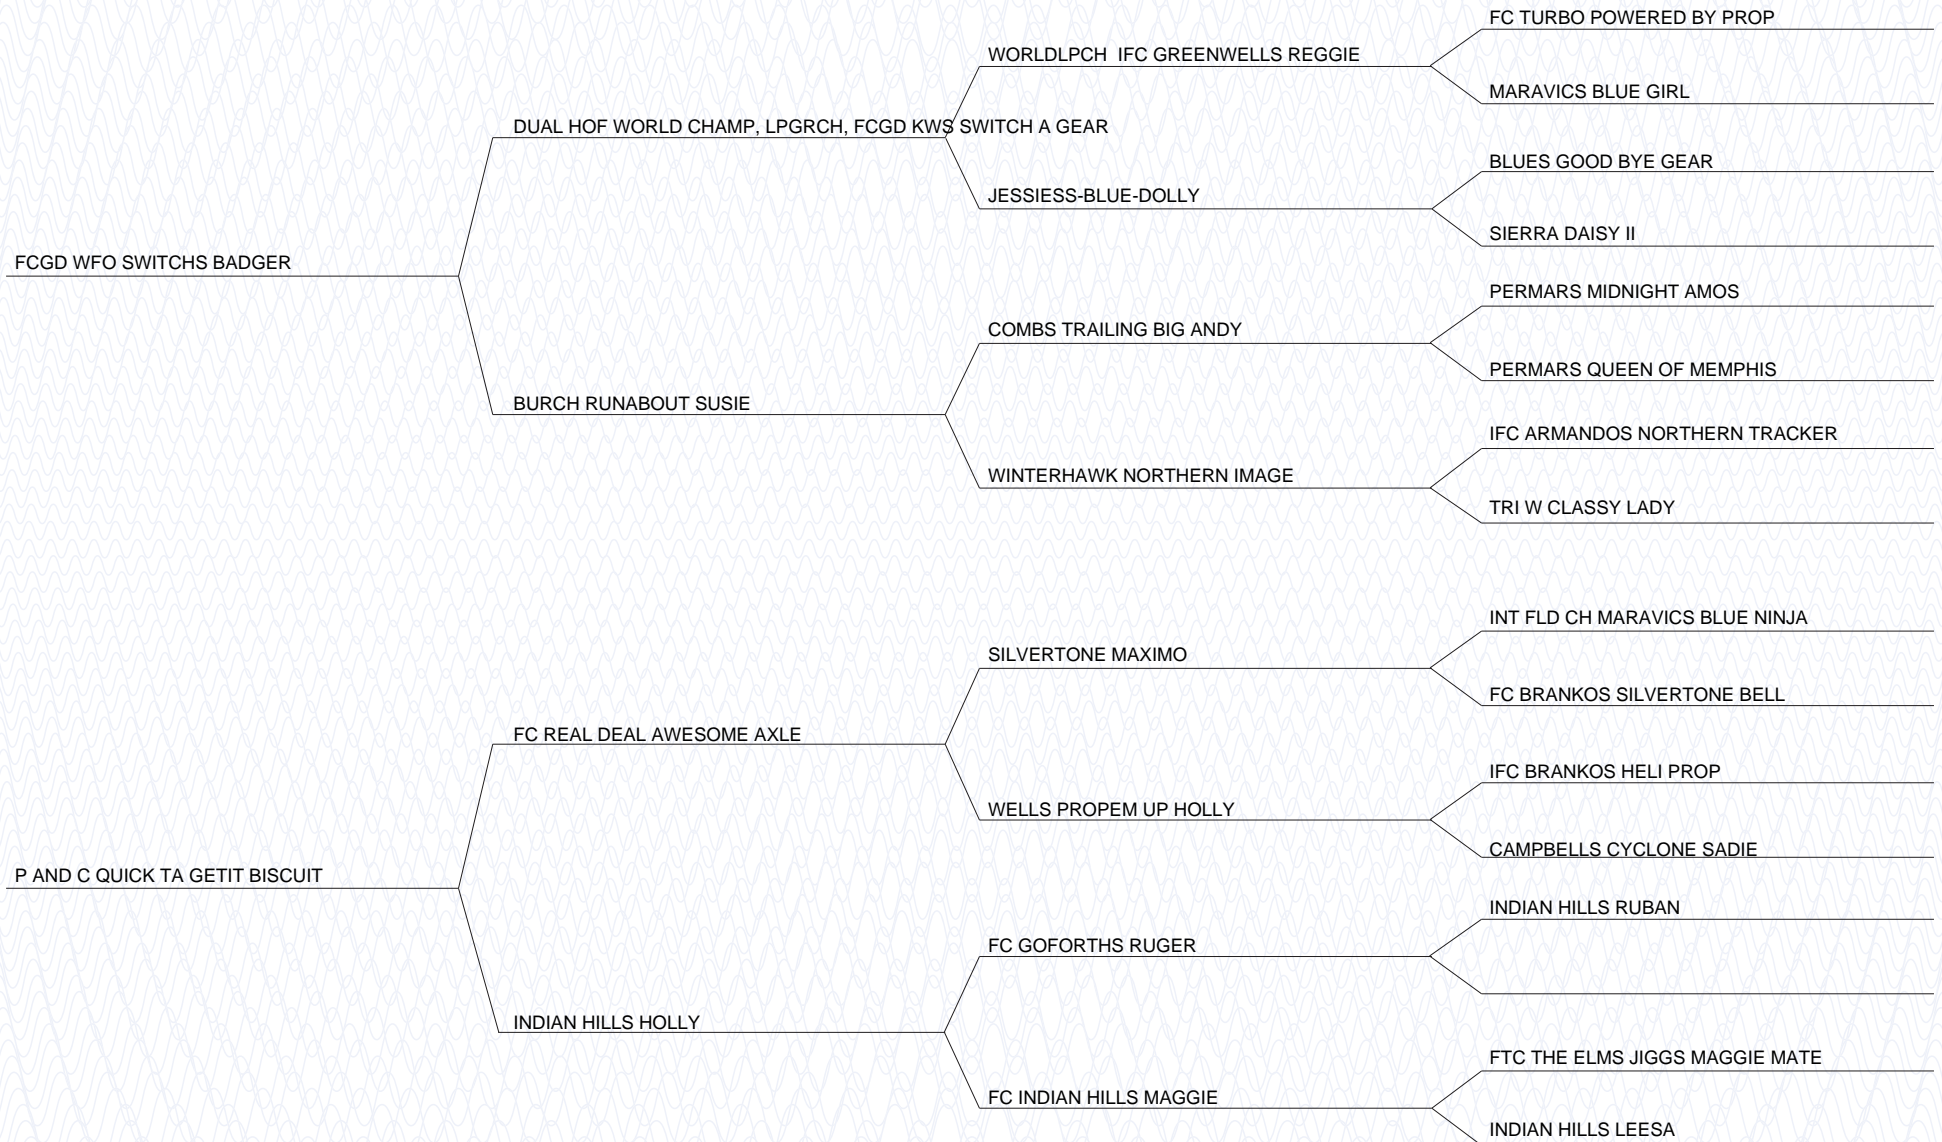 FC TURBO POWERED BY PROP
WORLDLPCH  IFC GREENWELLS REGGIE
MARAVICS BLUE GIRL
DUAL HOF WORLD CHAMP, LPGRCH, FCGD KWS SWITCH A GEAR
BLUES GOOD BYE GEAR
JESSIESS-BLUE-DOLLY
SIERRA DAISY II
FCGD WFO SWITCHS BADGER
PERMARS MIDNIGHT AMOS
COMBS TRAILING BIG ANDY
PERMARS QUEEN OF MEMPHIS
BURCH RUNABOUT SUSIE
IFC ARMANDOS NORTHERN TRACKER
WINTERHAWK NORTHERN IMAGE
TRI W CLASSY LADY
INT FLD CH MARAVICS BLUE NINJA
SILVERTONE MAXIMO
FC BRANKOS SILVERTONE BELL
FC REAL DEAL AWESOME AXLE
IFC BRANKOS HELI PROP
WELLS PROPEM UP HOLLY
CAMPBELLS CYCLONE SADIE
P AND C QUICK TA GETIT BISCUIT
INDIAN HILLS RUBAN
FC GOFORTHS RUGER
INDIAN HILLS HOLLY
FTC THE ELMS JIGGS MAGGIE MATE
FC INDIAN HILLS MAGGIE
INDIAN HILLS LEESA